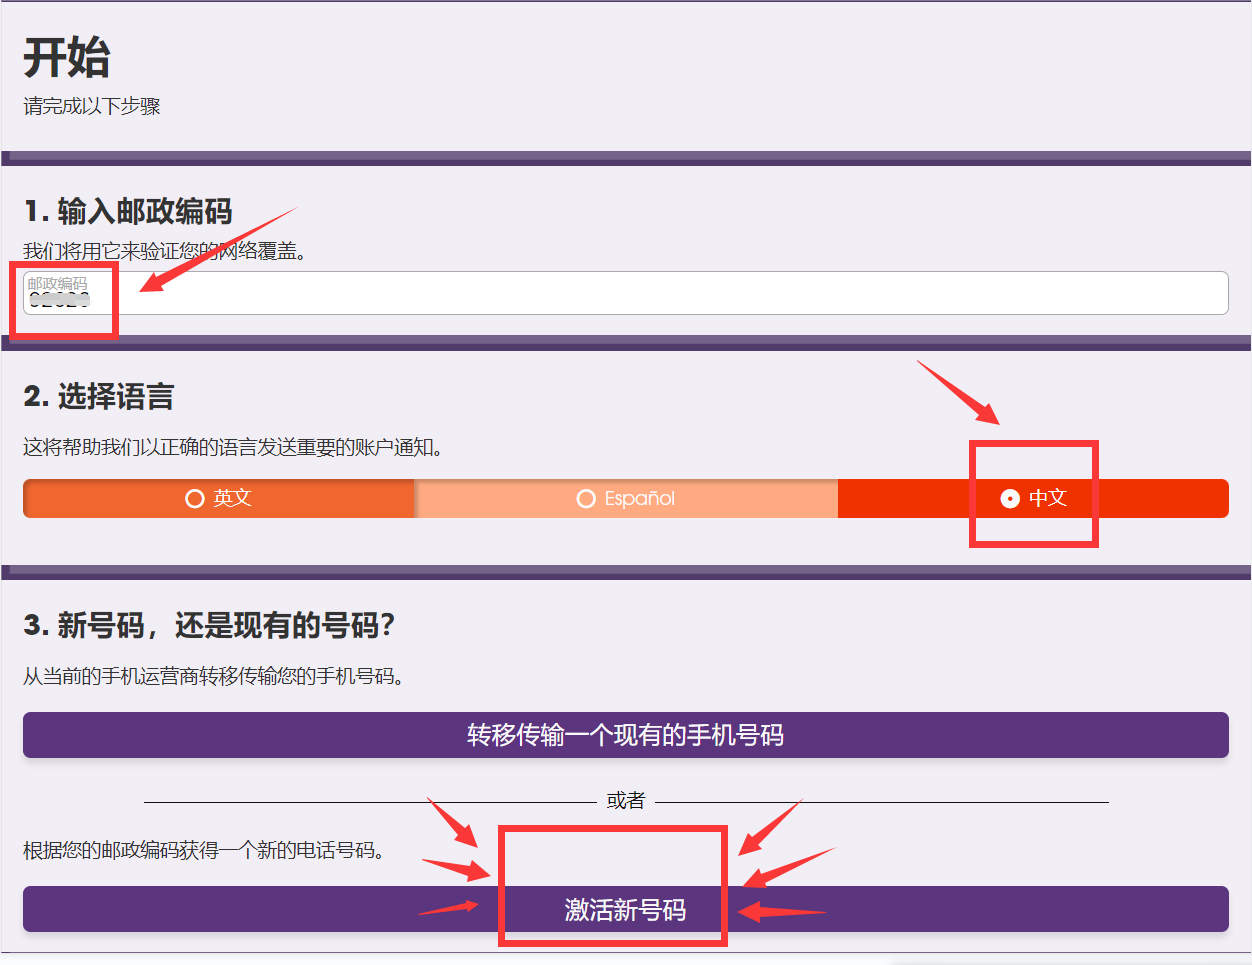 开始
请完成以下步骤
1. 输入邮政编码
我们将用它来验证您的网络覆盖。
邮政编码
2. 选择语言
这将帮助我们以正确的语言发送重要的账户通知。
英文
Español
中文
3. 新号码，还是现有的号码？
从当前的手机运营商转移传输您的手机号码。
转移传输一个现有的手机号码
或者
根据您的邮政编码获得一个新的电话号码。
激活新号码